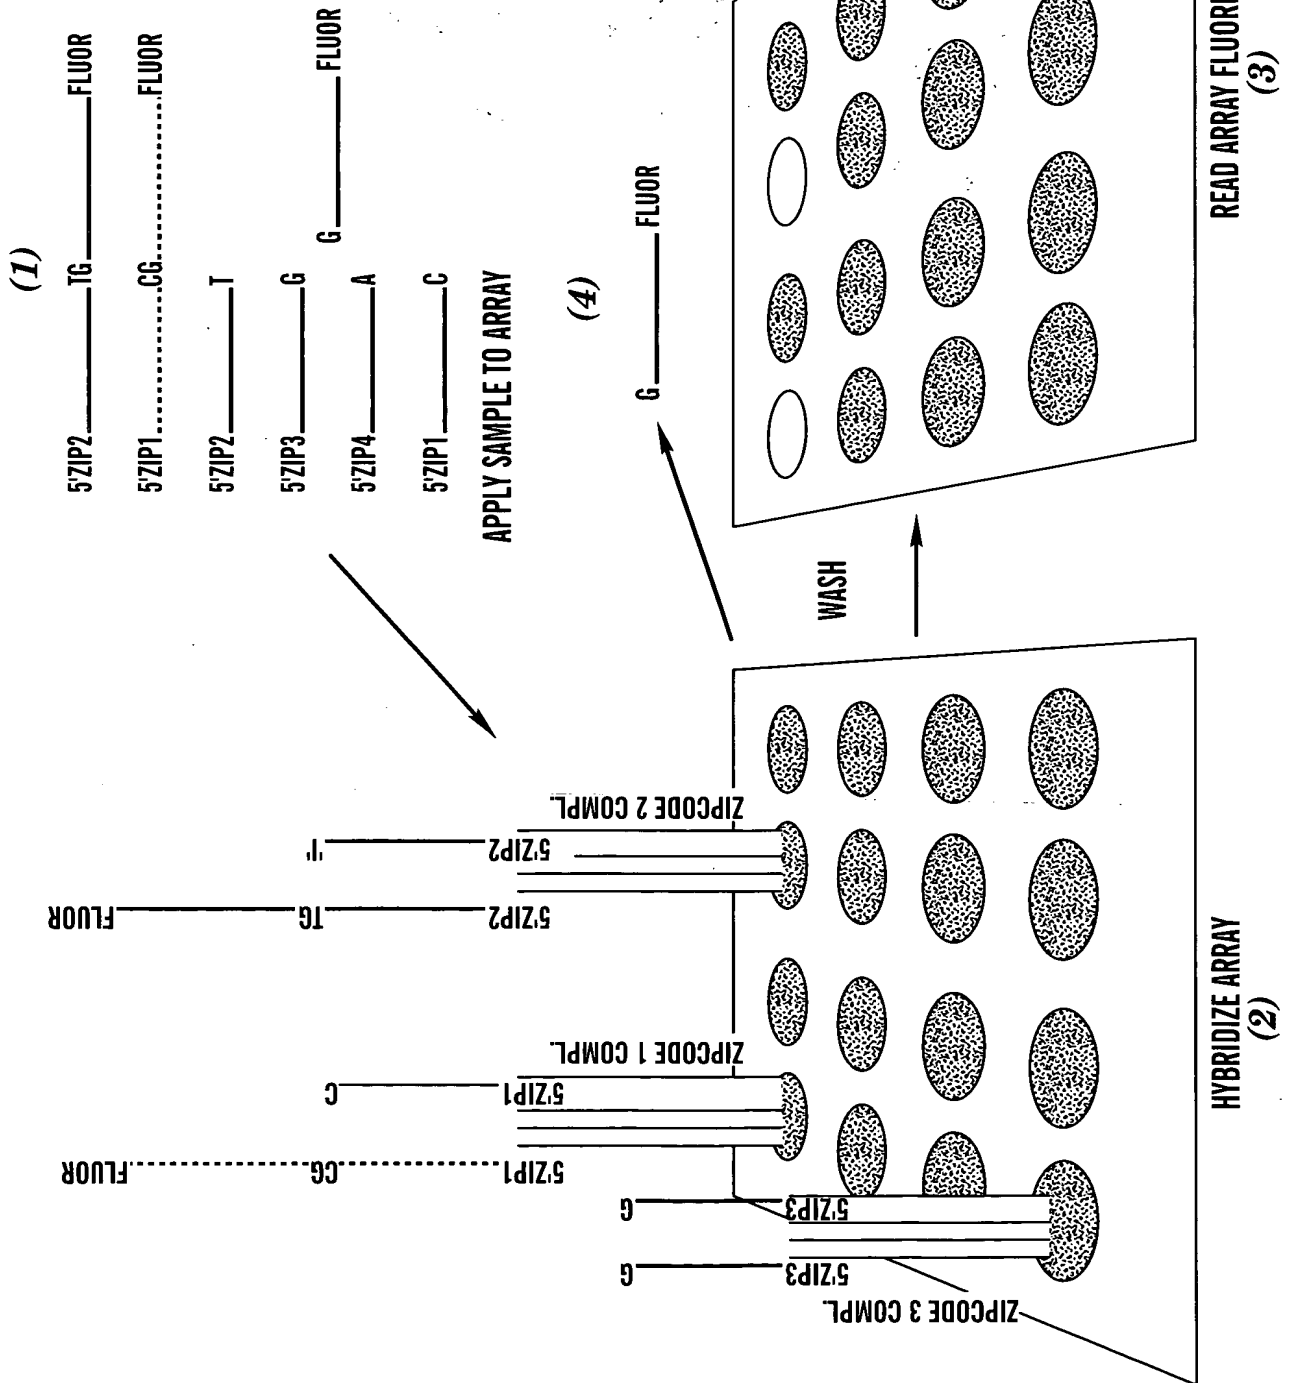 (1)
5'ZIP2 TG FLUOR
5'ZIP1 CG FLUOR
5'ZIP2 T
5'ZIP3 G
5'ZIP4 A
5'ZIP1 C
G FLUOR
APPLY SAMPLE TO ARRAY
FLUOR TG 5'ZIP2
'T' 5'ZIP2
ZIPCODE 2 COMPL.
FLUOR CG 5'ZIP1
C 5'ZIP1
ZIPCODE 1 COMPL.
G 5'ZIP3
G 5'ZIP3
ZIPCODE 3 COMPL.
HYBRIDIZE ARRAY
(2)
WASH
(4)
G FLUOR
READ ARRAY FLUORE
(3)